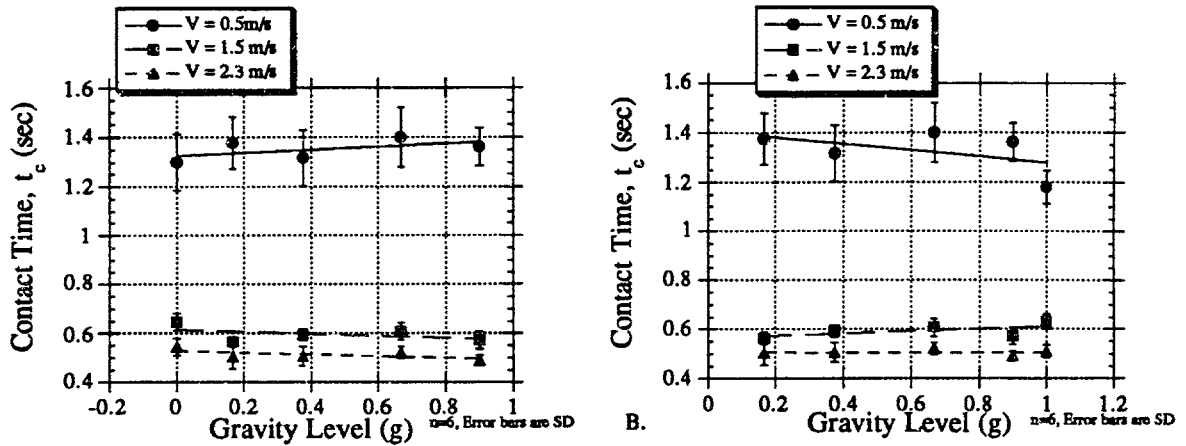 V = 0.5m/s
V = 1.5 m/s
V = 2.3 m/s
1.6
1.4
1.2
1
0.8
0.6
0.4
Contact Time, t_c (sec)
-0.2 0 0.2 0.4 0.6 0.8 1
Gravity Level (g)
n=6, Error bars are SD
V = 0.5 m/s
V = 1.5 m/s
V = 2.3 m/s
1.6
1.4
1.2
1
0.8
0.6
0.4
Contact Time, t_c (sec)
0 0.2 0.4 0.6 0.8 1.0 1.2
B. Gravity Level (g)
n=6, Error bars are SD